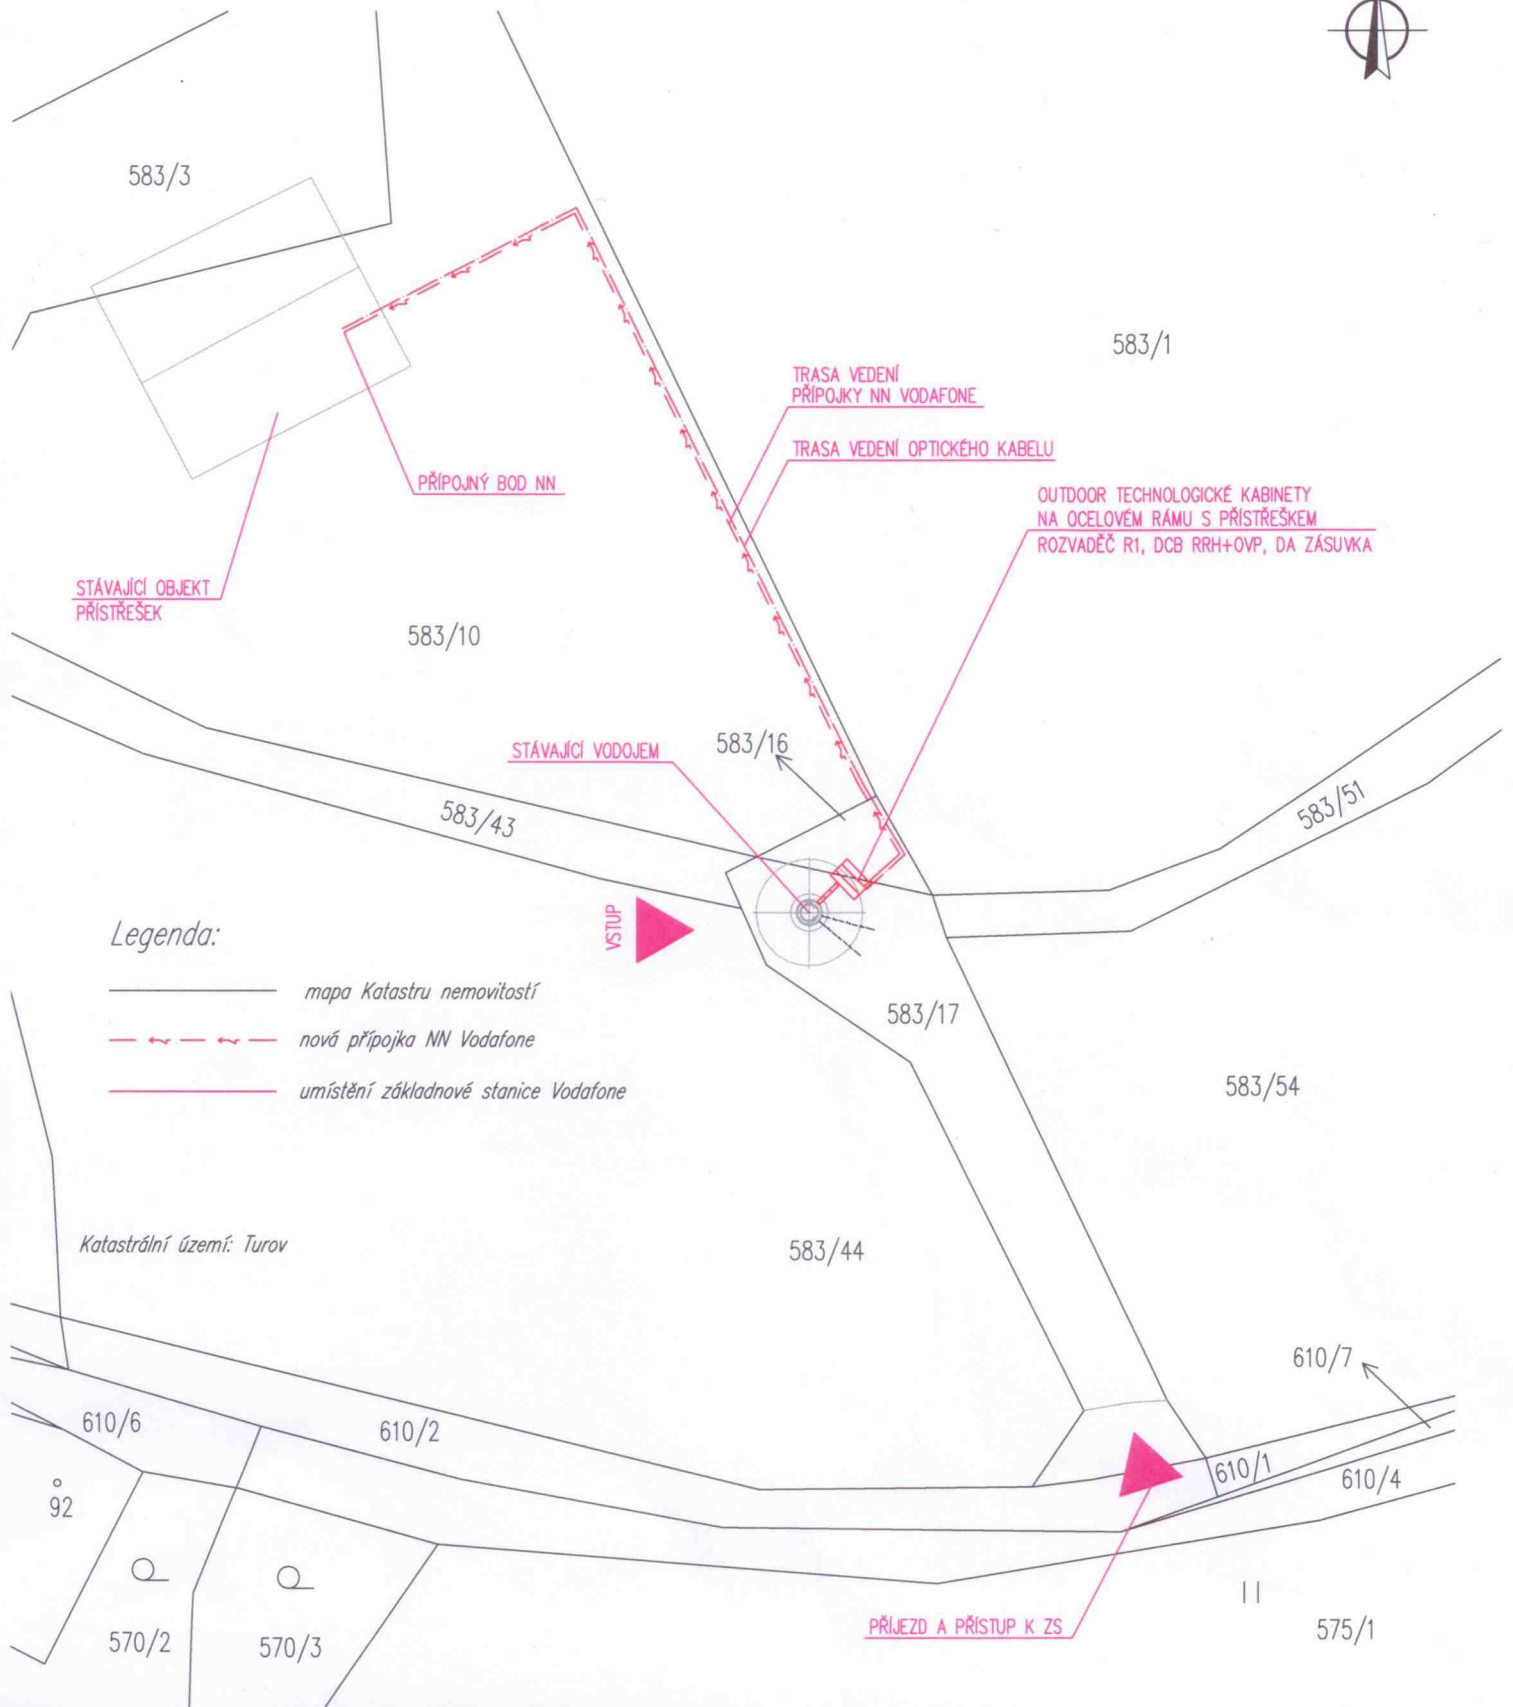 583/3
583/1
TRASA VEDENÍ
PŘÍPOJKY NN VODAFONE
TRASA VEDENÍ OPTICKÉHO KABELU
PŘÍPOJNÝ BOD NN
OUTDOOR TECHNOLOGICKÉ KABINETY
NA OCELOVÉM RÁMU S PŘÍSTŘEŠKEM
ROZVADĚČ R1, DCB RRH+OVP, DA ZÁSUVKA
STÁVAJÍCÍ OBJEKT
PŘÍSTŘEŠEK
583/10
STÁVAJÍCÍ VODOJEM
583/16
583/43
583/51
VSTUP
Legenda:
mapa Katastru nemovitostí
nová přípojka NN Vodafone
umístění základnové stanice Vodafone
583/17
583/54
Katastrální území: Turov
583/44
610/7
610/6
610/2
610/1
610/4
92
570/2
570/3
PŘÍJEZD A PŘÍSTUP K ZS
575/1